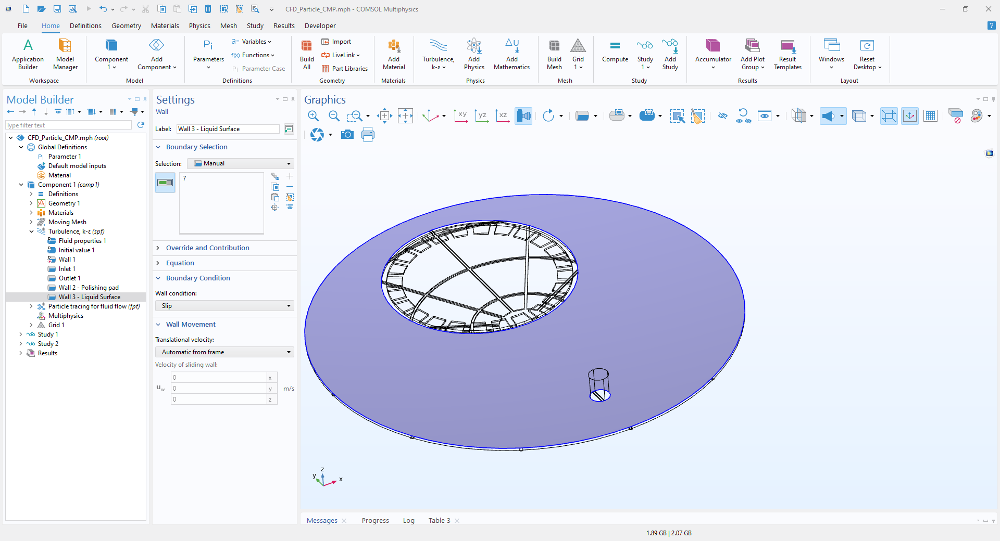 CFD_Particle_CMP.mph - COMSOL Multiphysics
File Home Definitions Geometry Materials Physics Mesh Study Results Developer
?
Application Builder
Model Manager
Workspace
Component 1
Add Component
Model
Pi
Parameters
a= Variables
f(x) Functions
Pi Parameter Case
Definitions
Build All
Import
LiveLink
Part Libraries
Geometry
Add Material
Materials
Turbulence, k-ε
Add Physics
ΔU
Add Mathematics
Physics
Build Mesh
Grid 1
Mesh
Compute
Study 1
Add Study
Study
Accumulator
Add Plot Group
Result Templates
Results
Windows
Reset Desktop
Layout
Model Builder
Type filter text
CFD_Particle_CMP.mph (root)
Global Definitions
Pi Parameter 1
Default model inputs
Material
Component 1 (comp1)
Definitions
Geometry 1
Materials
Moving Mesh
Turbulence, k-ε (spf)
Fluid properties 1
Initial value 1
Wall 1
Inlet 1
Outlet 1
Wall 2 - Polishing pad
Wall 3 - Liquid Surface
Particle tracing for fluid flow (fpt)
Multiphysics
Grid 1
Study 1
Study 2
Results
Settings
Wall
Label: Wall 3 - Liquid Surface
Boundary Selection
Selection: Manual
7
Override and Contribution
Equation
Boundary Condition
Wall condition:
Slip
Wall Movement
Translational velocity:
Automatic from frame
Velocity of sliding wall:
0 x
uw 0 y m/s
0 z
Graphics
xy yz xz
z
y
x
Messages Progress Log Table 3
1.89 GB | 2.07 GB